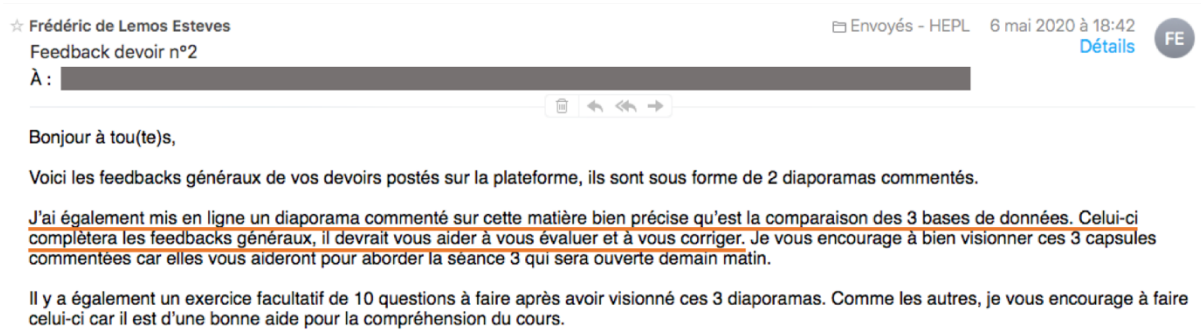 Frédéric de Lemos Esteves
Envoyés - HEPL 6 mai 2020 à 18:42
FE
Feedback devoir n°2
Détails
À :
Bonjour à tou(te)s,
Voici les feedbacks généraux de vos devoirs postés sur la plateforme, ils sont sous forme de 2 diaporamas commentés.
J'ai également mis en ligne un diaporama commenté sur cette matière bien précise qu'est la comparaison des 3 bases de données. Celui-ci
complètera les feedbacks généraux, il devrait vous aider à vous évaluer et à vous corriger. Je vous encourage à bien visionner ces 3 capsules
commentées car elles vous aideront pour aborder la séance 3 qui sera ouverte demain matin.
Il y a également un exercice facultatif de 10 questions à faire après avoir visionné ces 3 diaporamas. Comme les autres, je vous encourage à faire
celui-ci car il est d'une bonne aide pour la compréhension du cours.